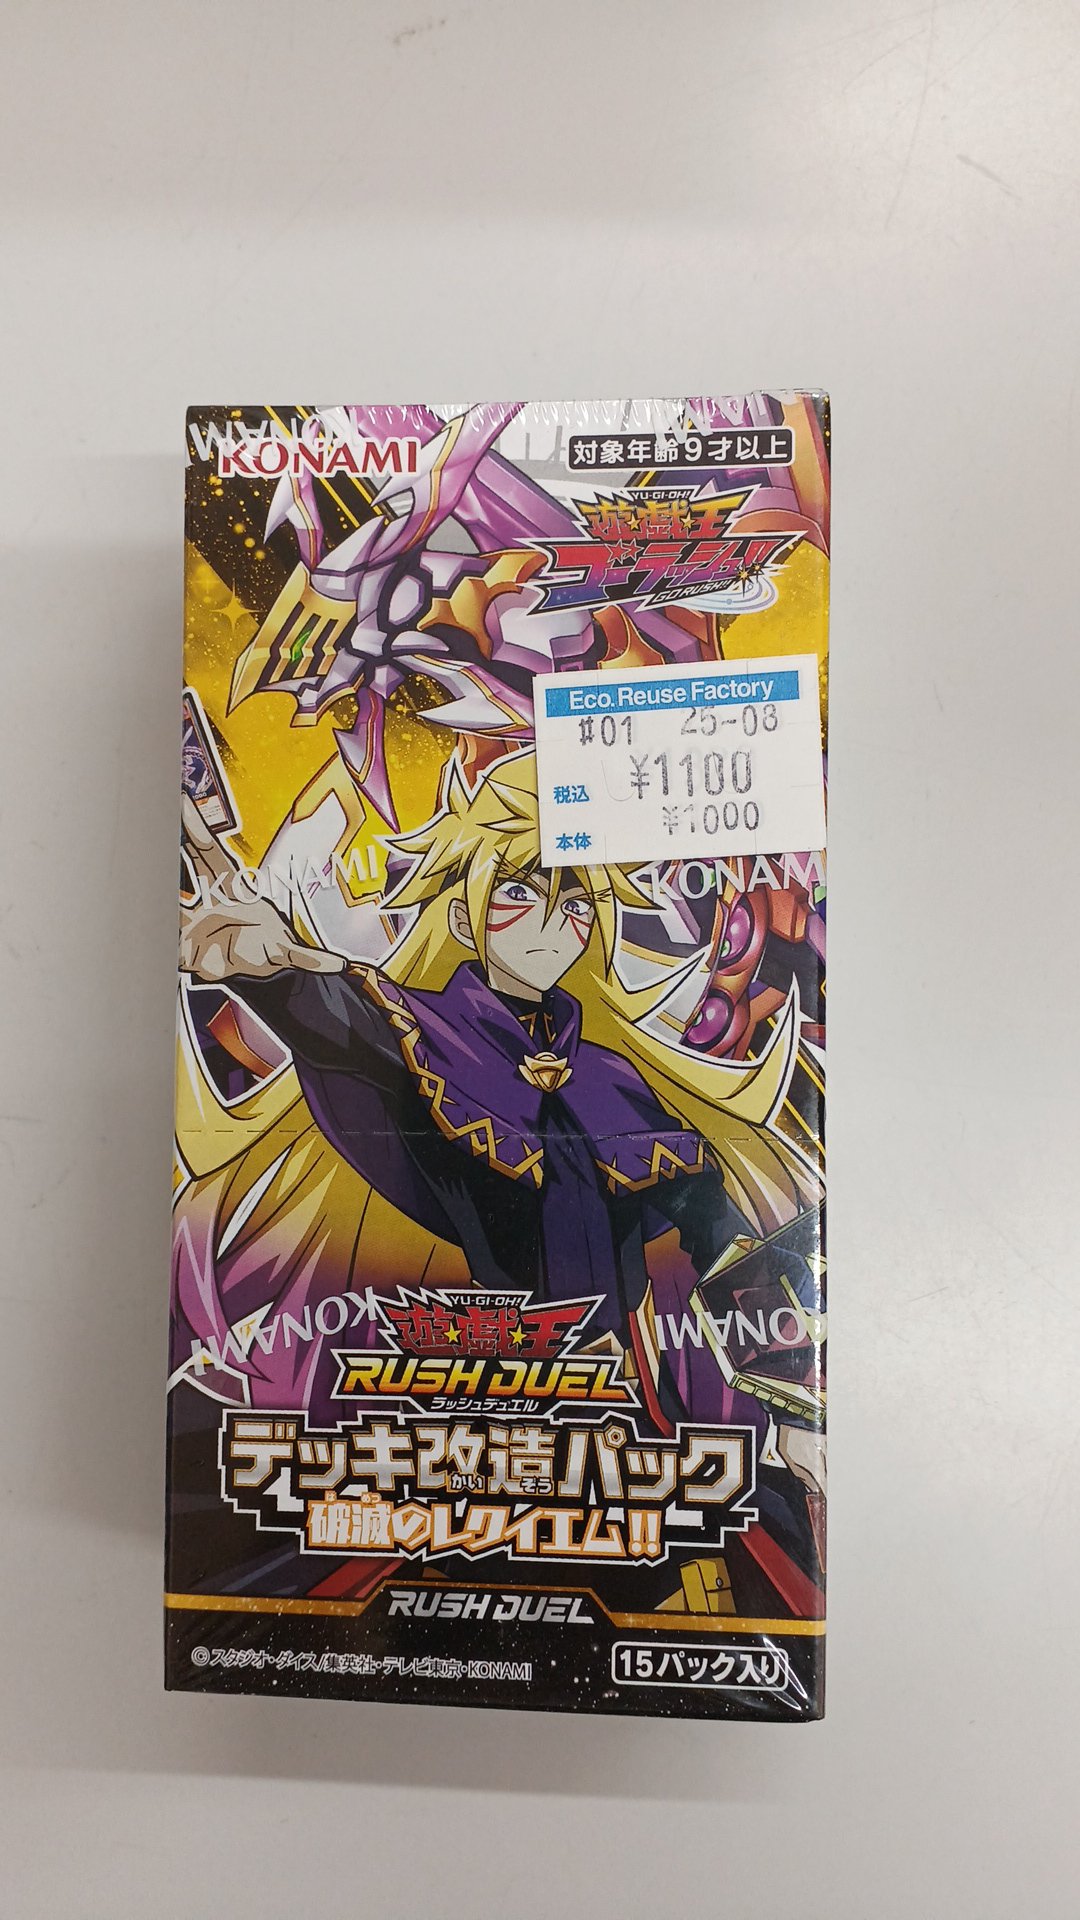 KONAMI
KONAMI
対象年齢9才以上
YU-GI-OH!
遊☆戯☆王
ゴーラッシュ!!
GO RUSH!!
Eco.Reuse Factory
#01 25-08
税込 ¥1100
本体 ¥1000
KONAMI
KONAMI
KONAMI
KONAMI
YU-GI-OH!
遊☆戯☆王
RUSH DUEL
ラッシュデュエル
デッキ改造パック
かいぞう
はめつ
破滅のレクイエム!!
RUSH DUEL
©スタジオ・ダイス/集英社・テレビ東京・KONAMI
15パック入り